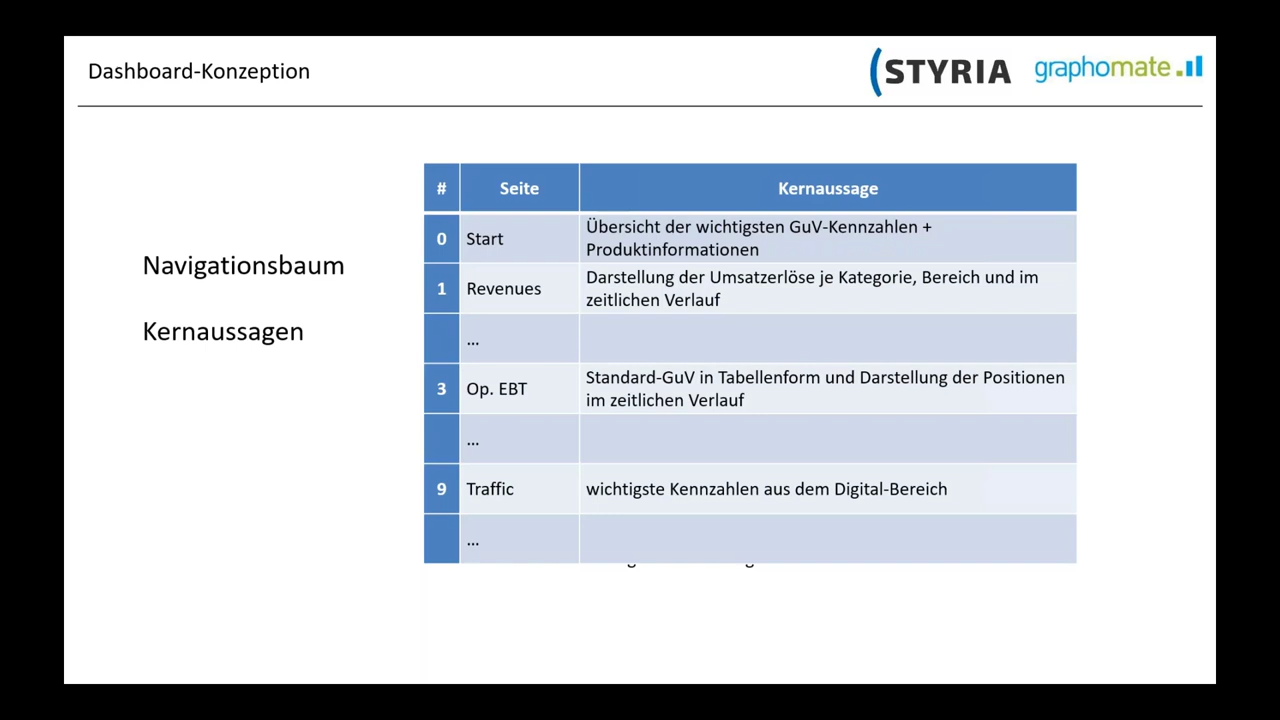 Dashboard-Konzeption
(STYRIA graphomate
Navigationsbaum
Kernaussagen
# Seite Kernaussage
0 Start Übersicht der wichtigsten GuV-Kennzahlen +
Produktinformationen
1 Revenues Darstellung der Umsatzerlöse je Kategorie, Bereich und im
zeitlichen Verlauf
...
3 Op. EBT Standard-GuV in Tabellenform und Darstellung der Positionen
im zeitlichen Verlauf
...
9 Traffic wichtigste Kennzahlen aus dem Digital-Bereich
...